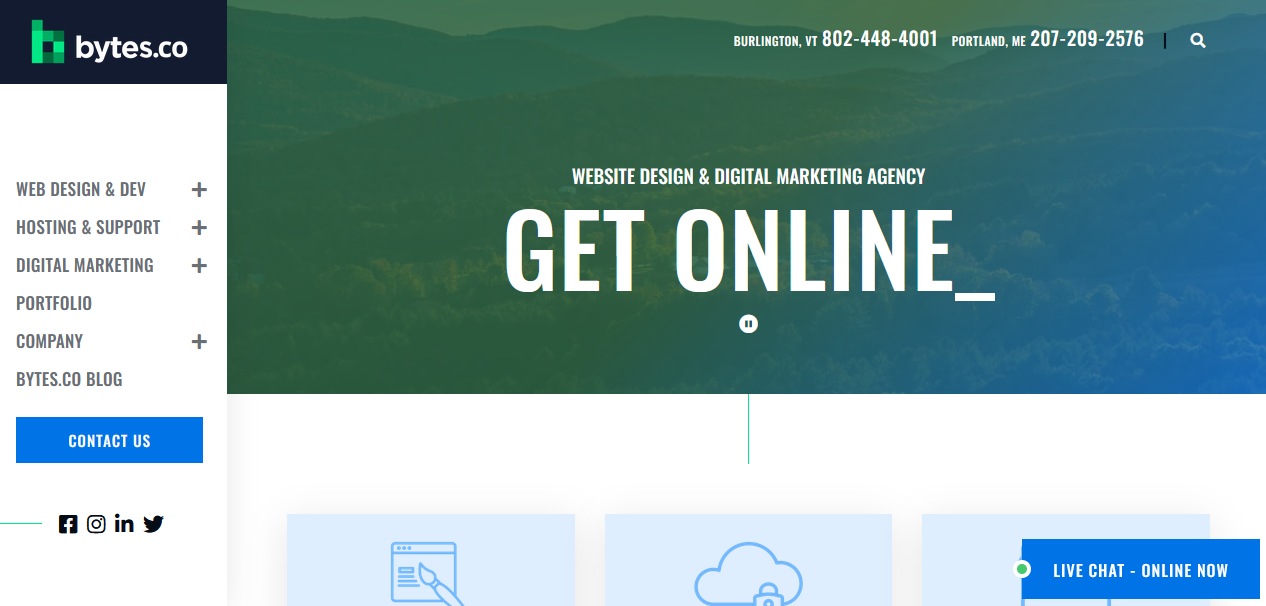 bytes.co
BURLINGTON, VT 802-448-4001 PORTLAND, ME 207-209-2576
WEB DESIGN & DEV
HOSTING & SUPPORT
DIGITAL MARKETING
PORTFOLIO
COMPANY
BYTES.CO BLOG
CONTACT US
WEBSITE DESIGN & DIGITAL MARKETING AGENCY
GET ONLINE_
LIVE CHAT - ONLINE NOW